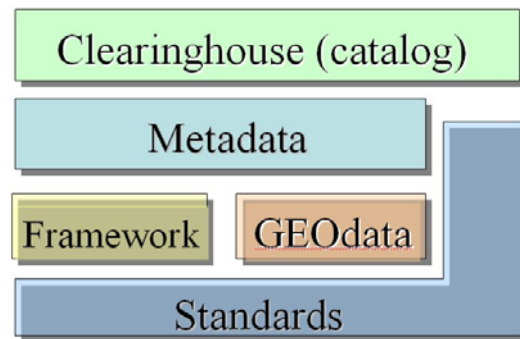 Clearinghouse (catalog)
Metadata
Framework
GEOdata
Standards